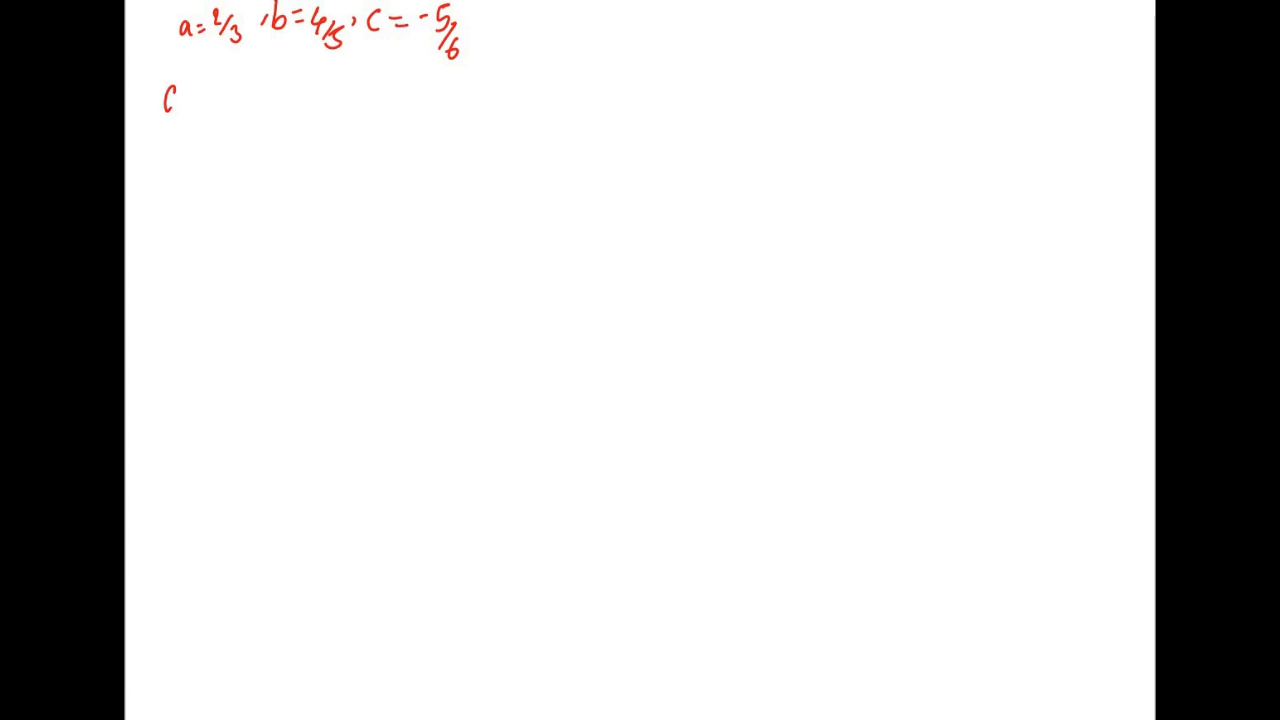 a = 2/3 , b = 4/5 , c = -5/6
C